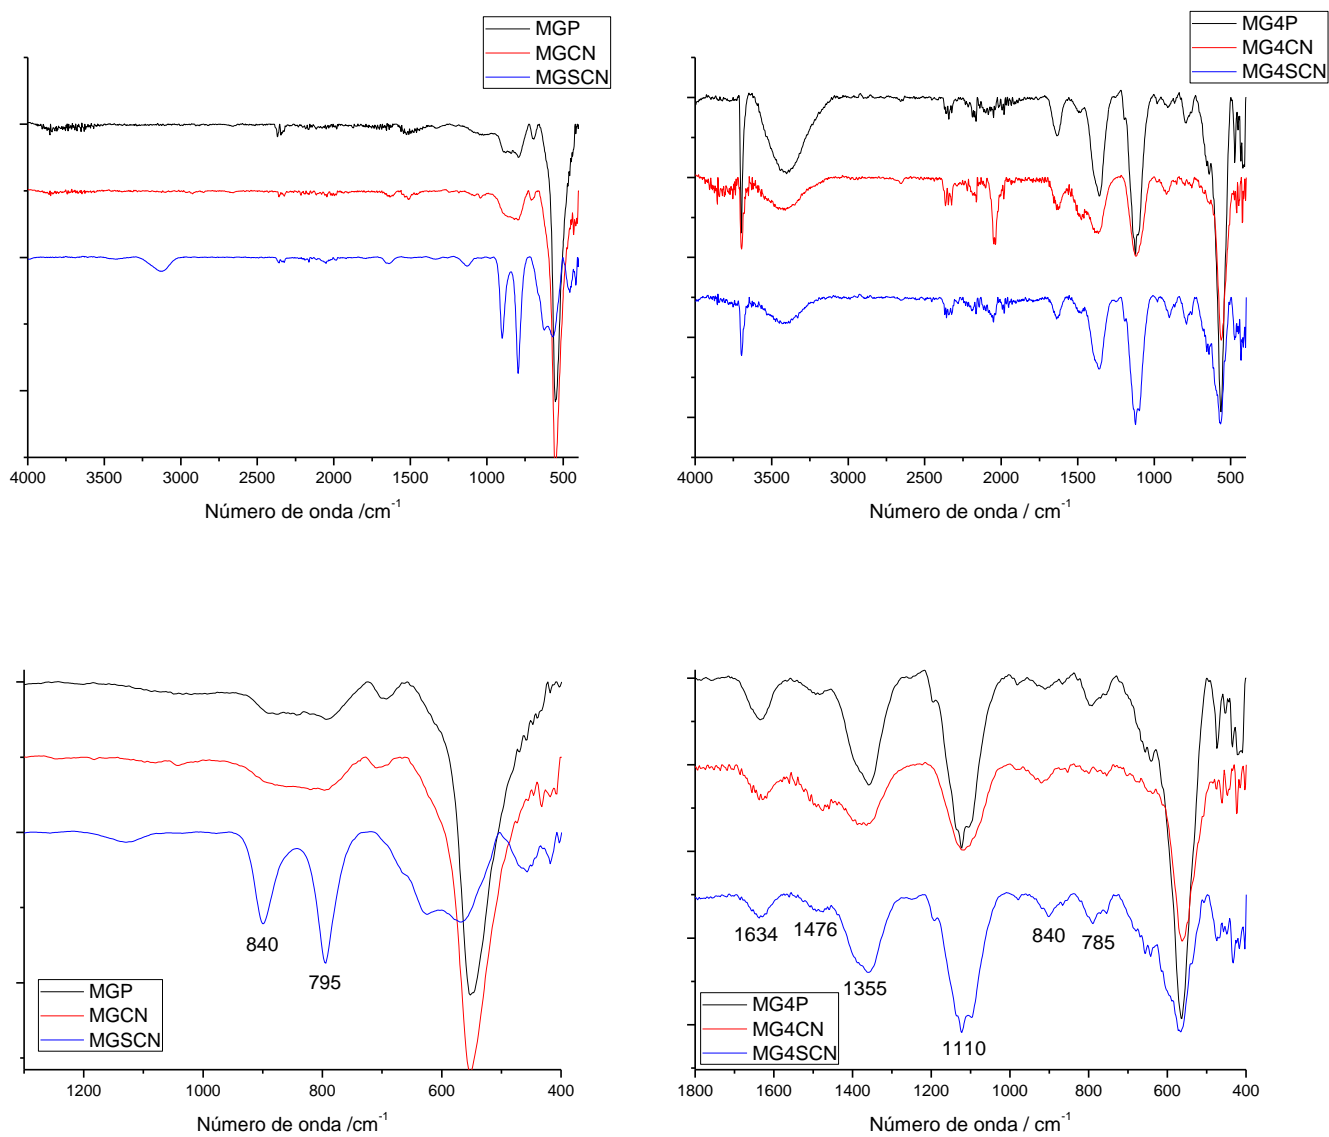 MGP
MGCN
MGSCN
4000 3500 3000 2500 2000 1500 1000 500
Número de onda /cm⁻¹
MG4P
MG4CN
MG4SCN
4000 3500 3000 2500 2000 1500 1000 500
Número de onda / cm⁻¹
840
795
MGP
MGCN
MGSCN
1200 1000 800 600 400
Número de onda /cm⁻¹
1634
1476
1355
1110
840
785
MG4P
MG4CN
MG4SCN
1800 1600 1400 1200 1000 800 600 400
Número de onda / cm⁻¹